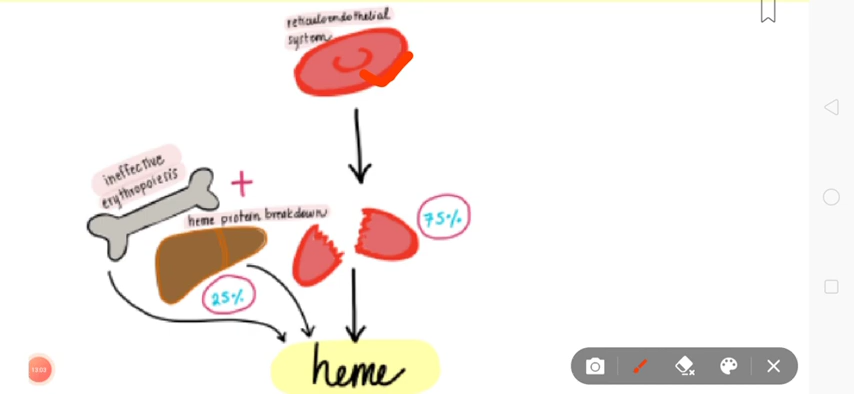 reticuloendothelial
system
ineffective
erythropoiesis
+
heme protein breakdown
75%
25%
heme